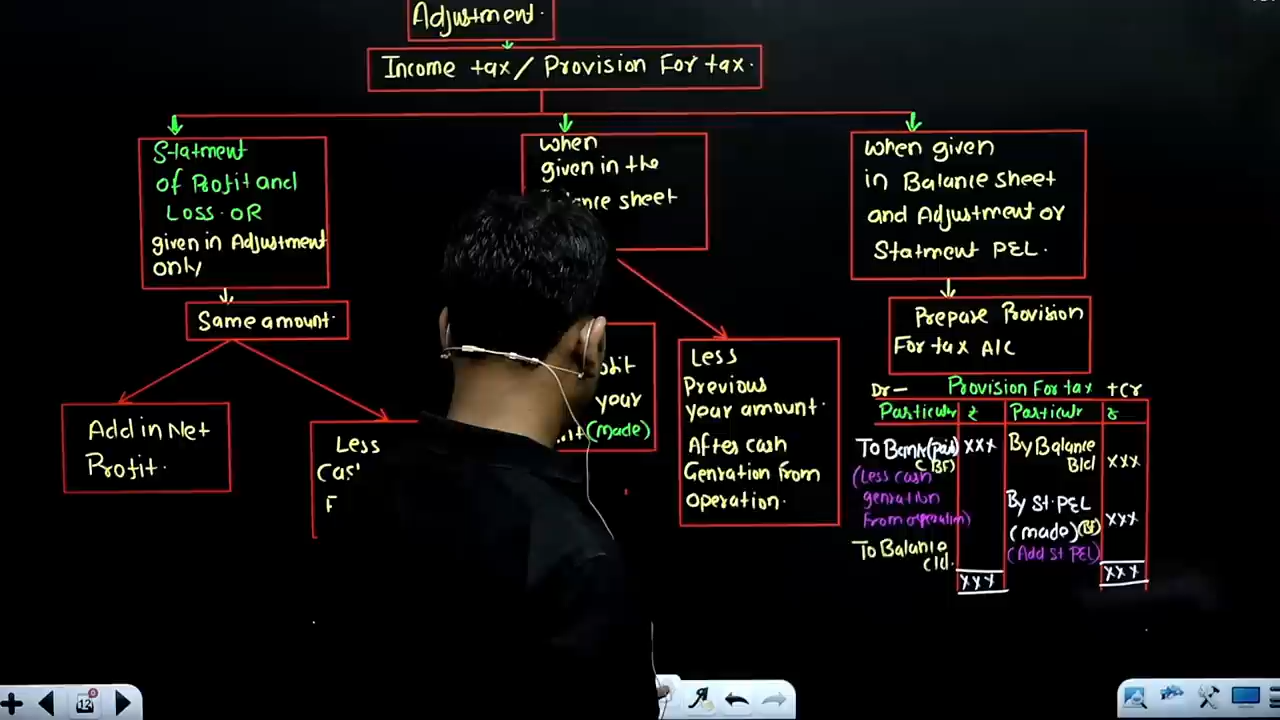 Adjustment.
Income tax / Provision For tax.
Statment
of Profit and
Loss. OR
given in Adjustment
only
Same amount.
Add in Net
Profit.
Less
When
given in the
sheet
year
(made)
Less
Previous
year amount.
After cash
Genration from
operation.
When given
in Balance sheet
and Adjustment or
Statment P&L.
Prepare Provision
For tax A/C
Dr- Provision For tax +Cr
Particular ₹ Particular ₹
To Bank (paid) xxx
(BF)
(Less cash
genration
From operation)
To Balance
C/d.
xxx
By Balance
B/d xxx
By St. P&L
(made) (BF) xxx
(Add St P&L)
xxx
12